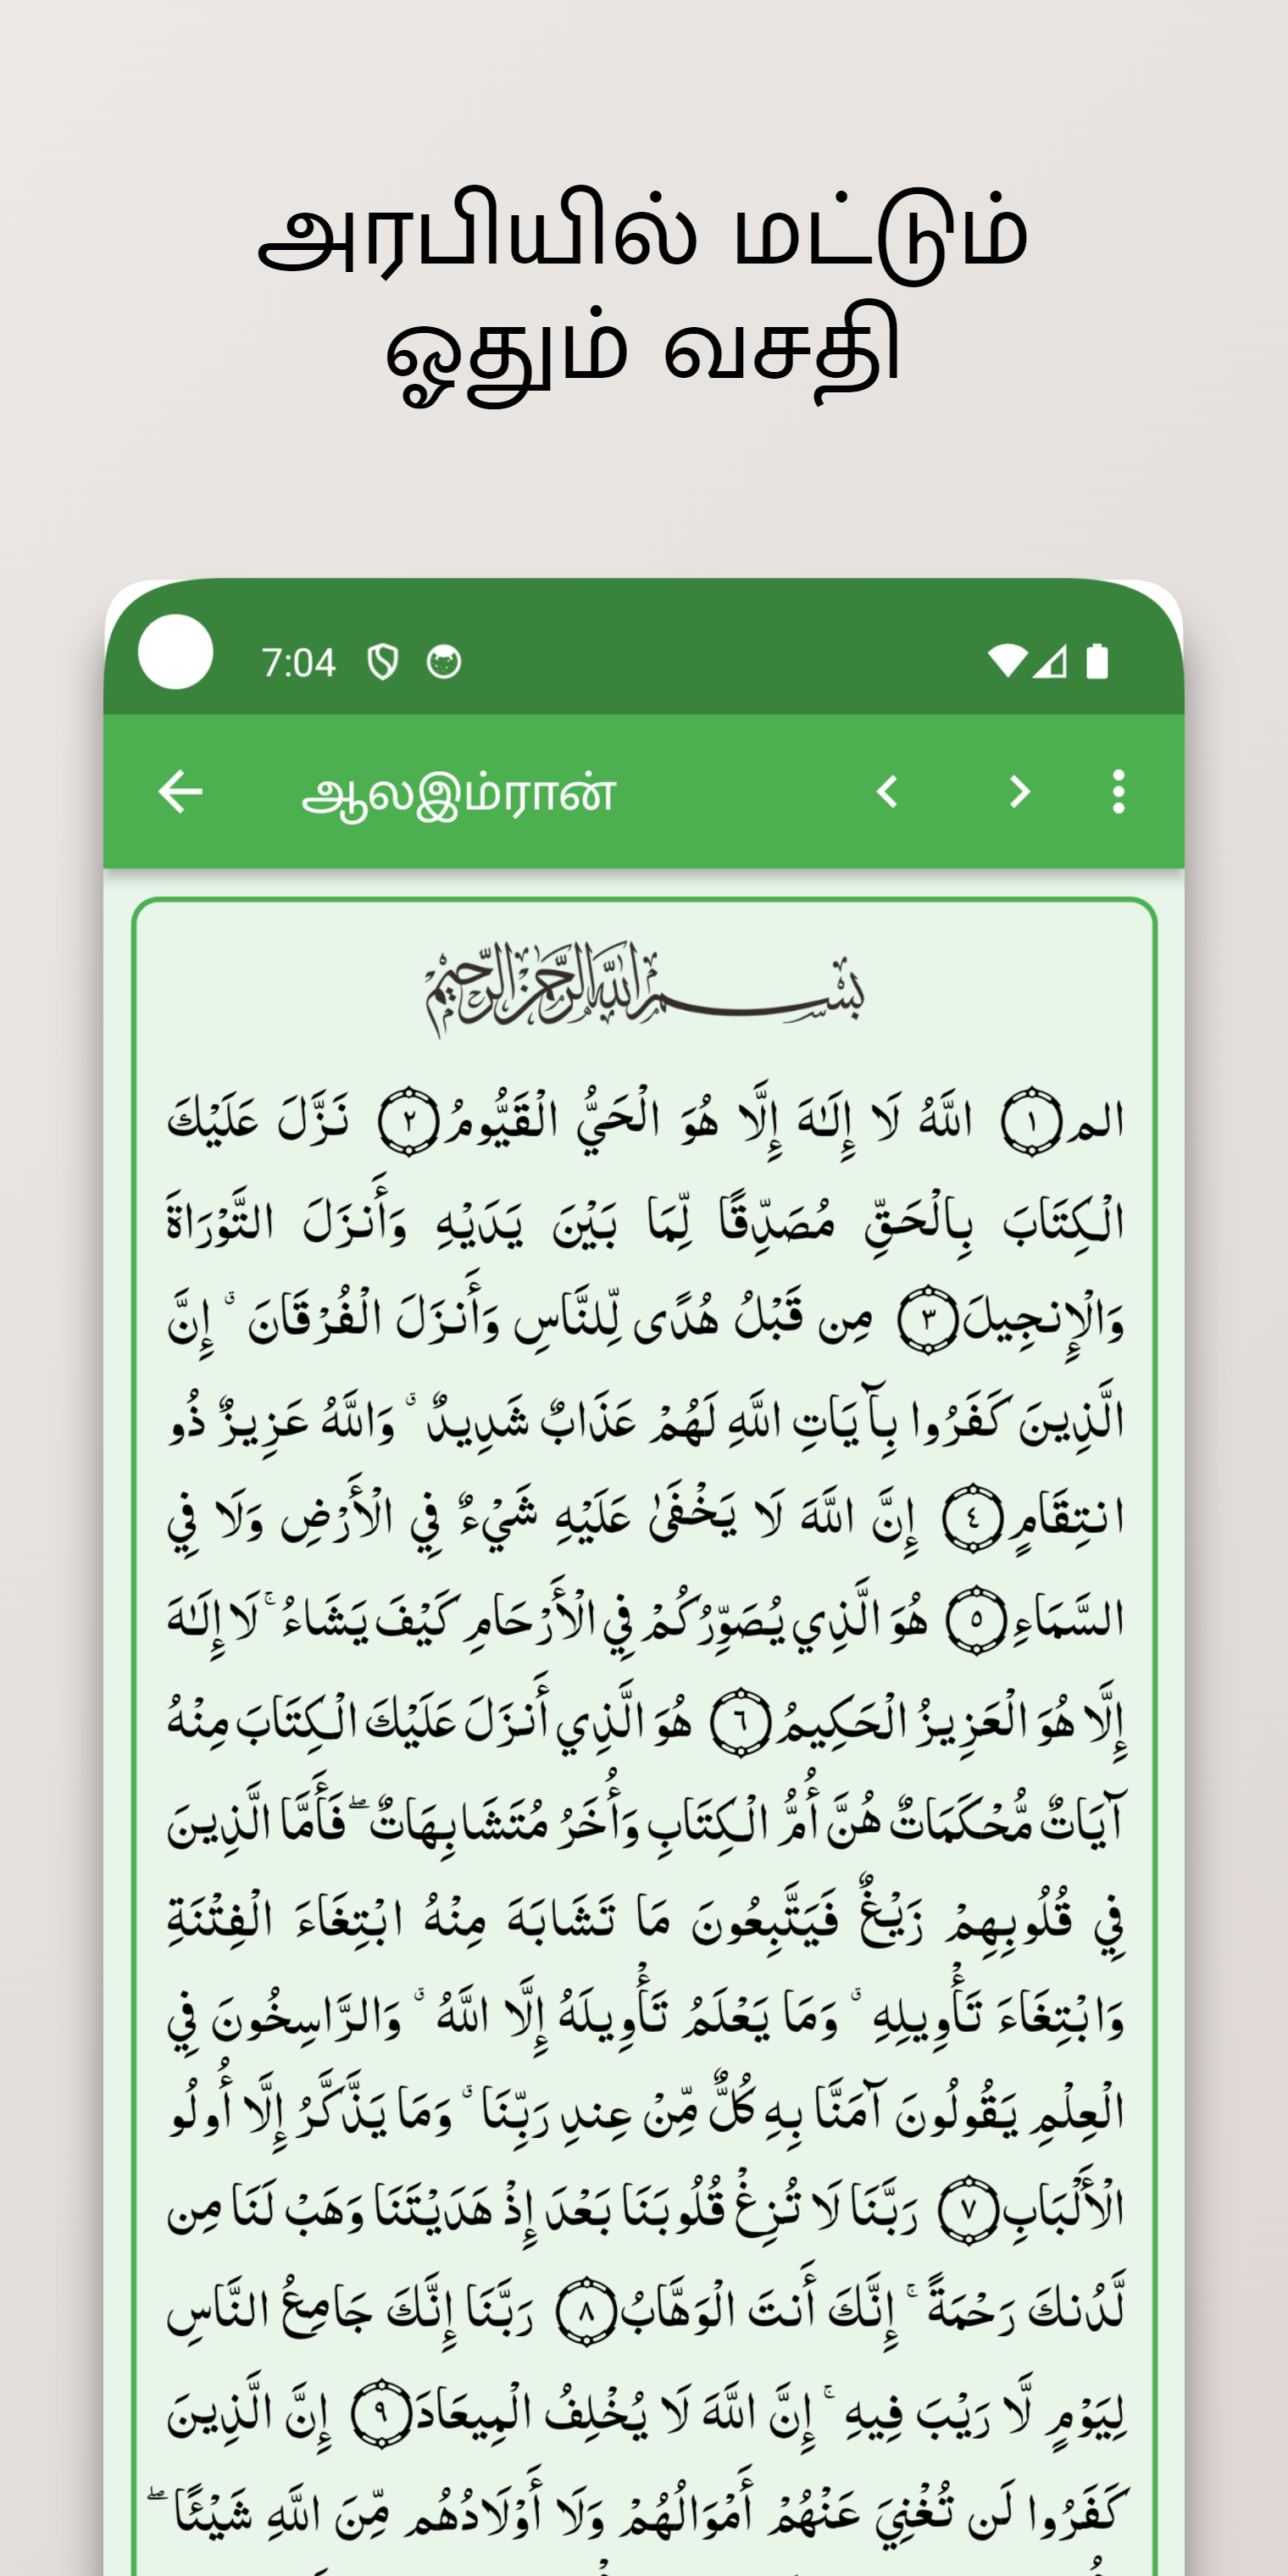 அரபியில் மட்டும்
ஓதும் வசதி
7:04
ஆலஇம்ரான்
بسم الله الرحمن الرحيم
الم ١ اللَّهُ لَا إِلَٰهَ إِلَّا هُوَ الْحَيُّ الْقَيُّومُ ٢ نَزَّلَ عَلَيْكَ
الْكِتَابَ بِالْحَقِّ مُصَدِّقًا لِّمَا بَيْنَ يَدَيْهِ وَأَنزَلَ التَّوْرَاةَ
وَالْإِنجِيلَ ٣ مِن قَبْلُ هُدًى لِّلنَّاسِ وَأَنزَلَ الْفُرْقَانَ ۗ إِنَّ
الَّذِينَ كَفَرُوا بِآيَاتِ اللَّهِ لَهُمْ عَذَابٌ شَدِيدٌ ۗ وَاللَّهُ عَزِيزٌ ذُو
انتِقَامٍ ٤ إِنَّ اللَّهَ لَا يَخْفَىٰ عَلَيْهِ شَيْءٌ فِي الْأَرْضِ وَلَا فِي
السَّمَاءِ ٥ هُوَ الَّذِي يُصَوِّرُكُمْ فِي الْأَرْحَامِ كَيْفَ يَشَاءُ ۚ لَا إِلَٰهَ
إِلَّا هُوَ الْعَزِيزُ الْحَكِيمُ ٦ هُوَ الَّذِي أَنزَلَ عَلَيْكَ الْكِتَابَ مِنْهُ
آيَاتٌ مُّحْكَمَاتٌ هُنَّ أُمُّ الْكِتَابِ وَأُخَرُ مُتَشَابِهَاتٌ ۖ فَأَمَّا الَّذِينَ
فِي قُلُوبِهِمْ زَيْغٌ فَيَتَّبِعُونَ مَا تَشَابَهَ مِنْهُ ابْتِغَاءَ الْفِتْنَةِ
وَابْتِغَاءَ تَأْوِيلِهِ ۗ وَمَا يَعْلَمُ تَأْوِيلَهُ إِلَّا اللَّهُ ۗ وَالرَّاسِخُونَ فِي
الْعِلْمِ يَقُولُونَ آمَنَّا بِهِ كُلٌّ مِّنْ عِندِ رَبِّنَا ۗ وَمَا يَذَّكَّرُ إِلَّا أُولُو
الْأَلْبَابِ ٧ رَبَّنَا لَا تُزِغْ قُلُوبَنَا بَعْدَ إِذْ هَدَيْتَنَا وَهَبْ لَنَا مِن
لَّدُنكَ رَحْمَةً ۚ إِنَّكَ أَنتَ الْوَهَّابُ ٨ رَبَّنَا إِنَّكَ جَامِعُ النَّاسِ
لِيَوْمٍ لَّا رَيْبَ فِيهِ ۚ إِنَّ اللَّهَ لَا يُخْلِفُ الْمِيعَادَ ٩ إِنَّ الَّذِينَ
كَفَرُوا لَن تُغْنِيَ عَنْهُمْ أَمْوَالُهُمْ وَلَا أَوْلَادُهُم مِّنَ اللَّهِ شَيْئًا ۖ